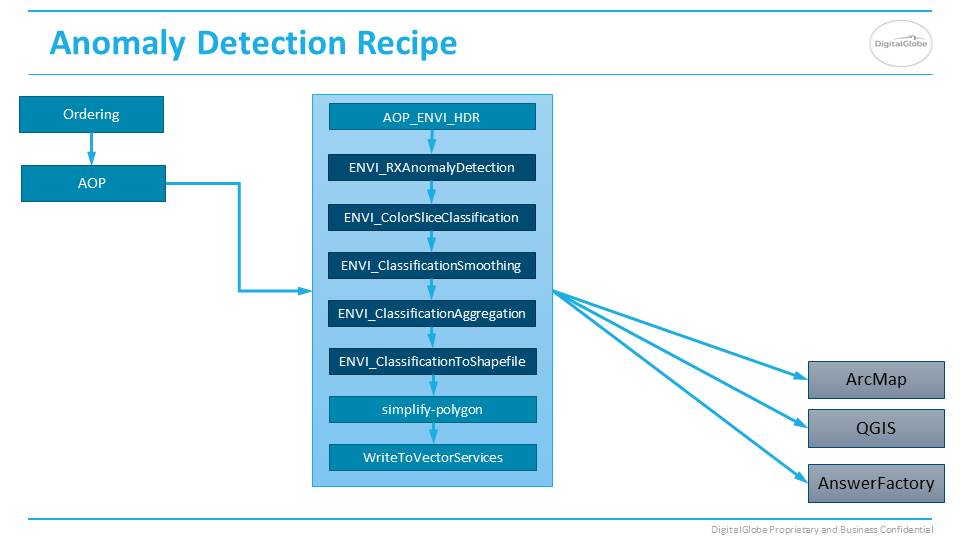 Anomaly Detection Recipe
DigitalGlobe
Ordering
AOP
AOP_ENVI_HDR
ENVI_RXAnomalyDetection
ENVI_ColorSliceClassification
ENVI_ClassificationSmoothing
ENVI_ClassificationAggregation
ENVI_ClassificationToShapefile
simplify-polygon
WriteToVectorServices
ArcMap
QGIS
AnswerFactory
DigitalGlobe Proprietary and Business Confidential